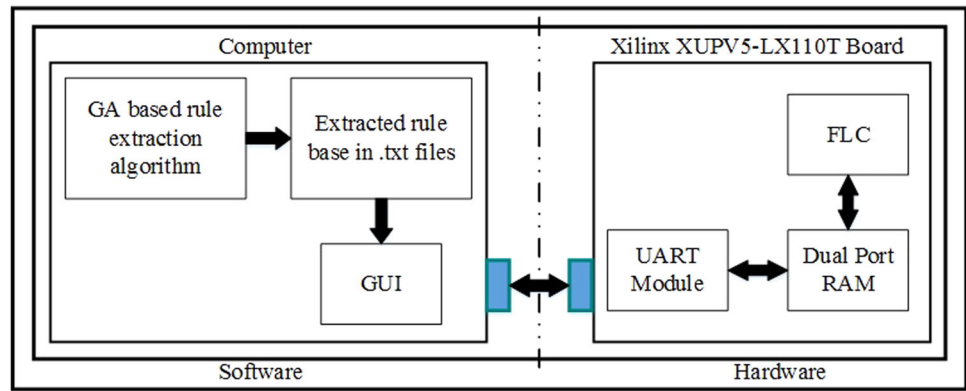 Computer
GA based rule
extraction
algorithm
Extracted rule
base in .txt files
GUI
Software
Xilinx XUPV5-LX110T Board
FLC
UART
Module
Dual Port
RAM
Hardware